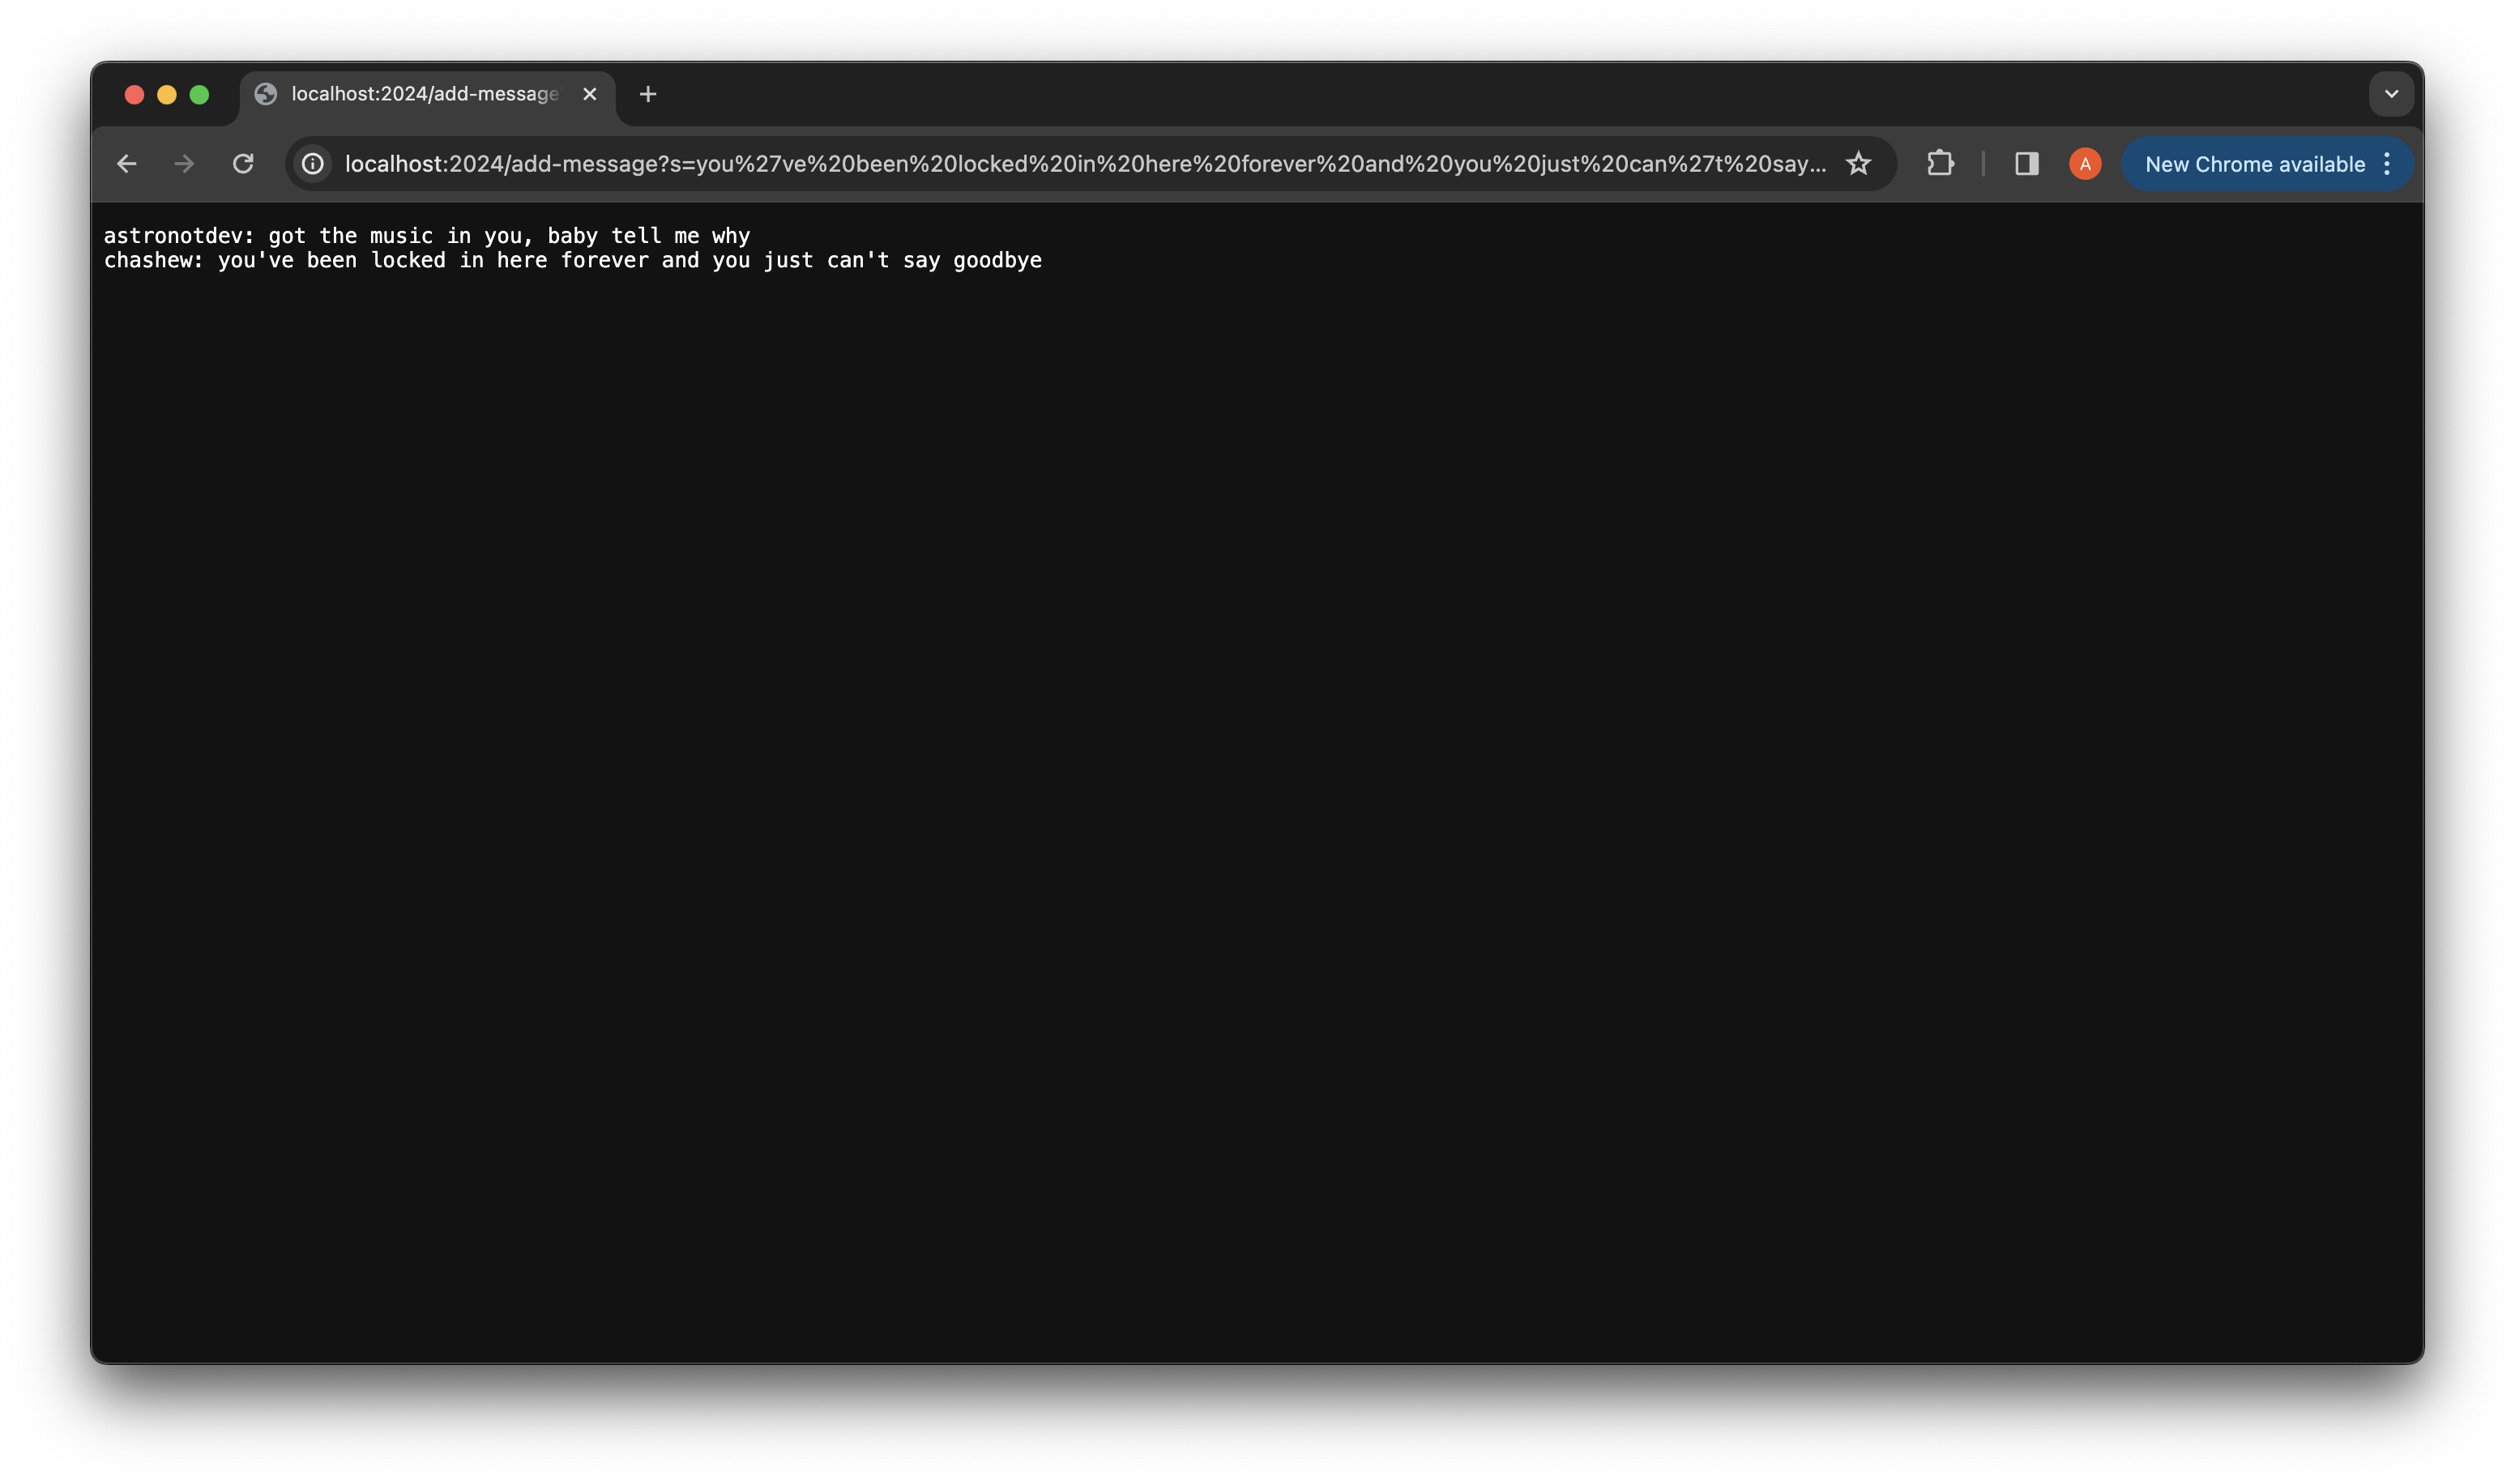 localhost:2024/add-message
localhost:2024/add-message?s=you%27ve%20been%20locked%20in%20here%20forever%20and%20you%20just%20can%27t%20say...
A
New Chrome available
astronotdev: got the music in you, baby tell me why
chashew: you've been locked in here forever and you just can't say goodbye